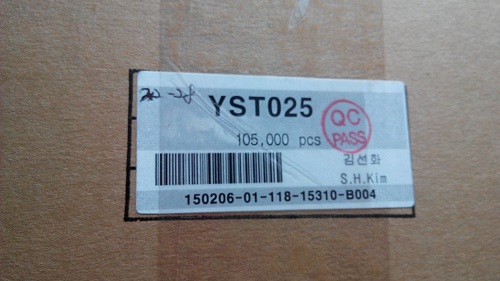 YST025
QC
PASS
105,000 pcs
김선화
S.H.Kim
150206-01-118-15310-B004